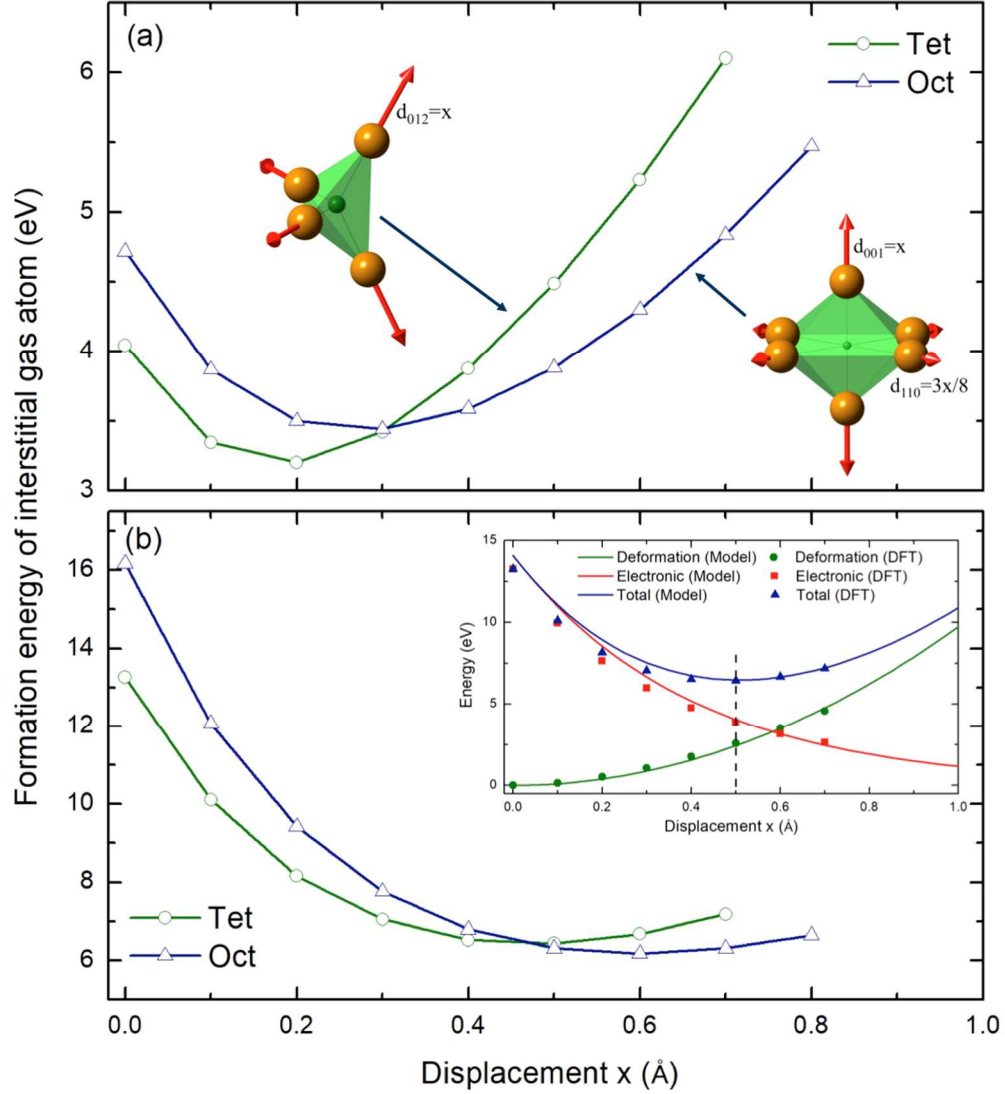 Formation energy of interstitial gas atom (eV)
(a)
Tet
Oct
6
5
4
3
d012=x
d001=x
d110=3x/8
(b)
16
14
12
10
8
6
Tet
Oct
Deformation (Model)
Electronic (Model)
Total (Model)
Deformation (DFT)
Electronic (DFT)
Total (DFT)
Energy (eV)
15
10
5
0
0.0 0.2 0.4 0.6 0.8 1.0
Displacement x (Å)
0.0 0.2 0.4 0.6 0.8 1.0
Displacement x (Å)